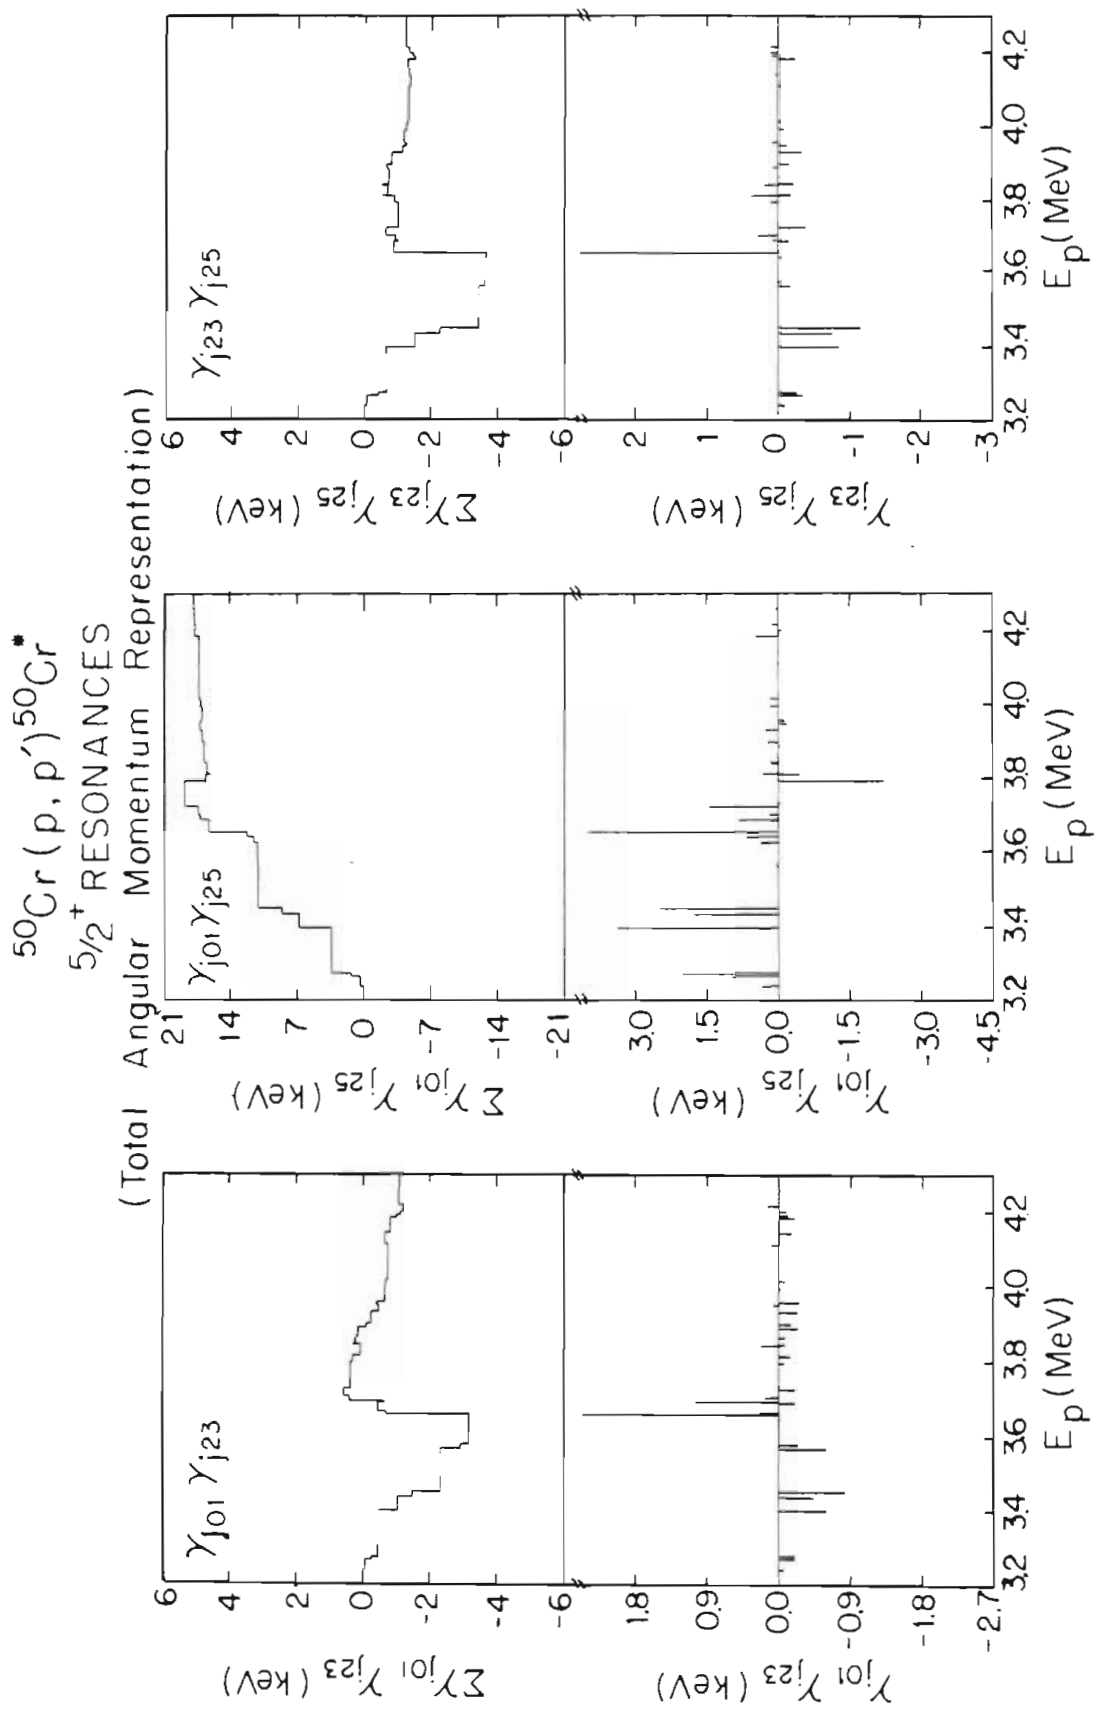 ⁵⁰Cr(p,p′)⁵⁰Cr*
5/2⁺ RESONANCES
(Total Angular Momentum Representation)
γj01 γj23
6
4
2
0
-2
-4
-6
Σγj01 γj23 (keV)
1.8
0.9
0.0
-0.9
-1.8
-2.7
γj01 γj23 (keV)
3.2 3.4 3.6 3.8 4.0 4.2
Ep(MeV)
γj01 γj25
21
14
7
0
-7
-14
-21
Σγj01 γj25 (keV)
3.0
1.5
0.0
-1.5
-3.0
-4.5
γj01 γj25 (keV)
3.2 3.4 3.6 3.8 4.0 4.2
Ep(MeV)
γj23 γj25
6
4
2
0
-2
-4
-6
Σγj23 γj25 (keV)
2
1
0
-1
-2
-3
γj23 γj25 (keV)
3.2 3.4 3.6 3.8 4.0 4.2
Ep(MeV)